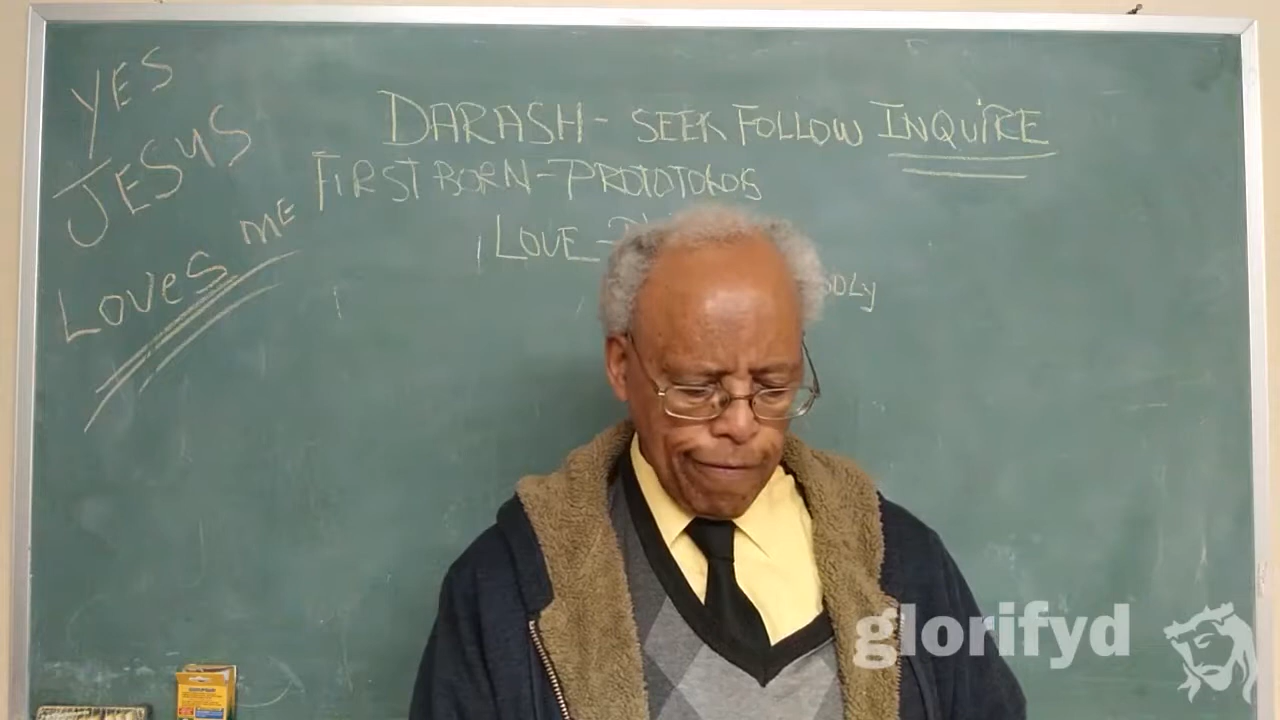 YES
JESUS
LOVES ME
DARASH - SEEK FOLLOW INQUIRE
FIRST BORN - PROTOTOKOS
LOVE -
glorifyd